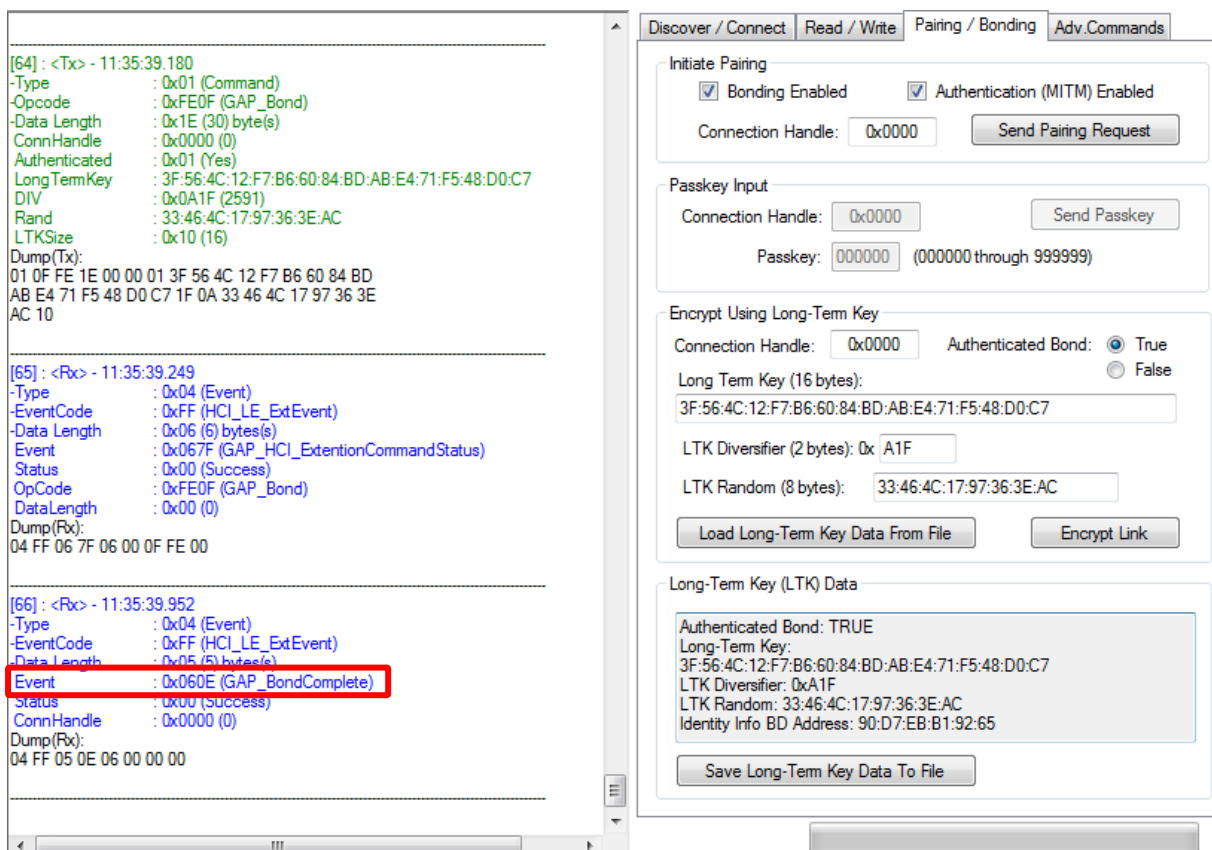 [64] : <Tx> - 11:35:39.180
-Type : 0x01 (Command)
-Opcode : 0xFE0F (GAP_Bond)
-Data Length : 0x1E (30) byte(s)
ConnHandle : 0x0000 (0)
Authenticated : 0x01 (Yes)
LongTermKey : 3F:56:4C:12:F7:B6:60:84:BD:AB:E4:71:F5:48:D0:C7
DIV : 0x0A1F (2591)
Rand : 33:46:4C:17:97:36:3E:AC
LTKSize : 0x10 (16)
Dump(Tx):
01 0F FE 1E 00 00 01 3F 56 4C 12 F7 B6 60 84 BD
AB E4 71 F5 48 D0 C7 1F 0A 33 46 4C 17 97 36 3E
AC 10
[65] : <Rx> - 11:35:39.249
-Type : 0x04 (Event)
-EventCode : 0xFF (HCI_LE_ExtEvent)
-Data Length : 0x06 (6) bytes(s)
Event : 0x067F (GAP_HCI_ExtentionCommandStatus)
Status : 0x00 (Success)
OpCode : 0xFE0F (GAP_Bond)
DataLength : 0x00 (0)
Dump(Rx):
04 FF 06 7F 06 00 0F FE 00
[66] : <Rx> - 11:35:39.952
-Type : 0x04 (Event)
-EventCode : 0xFF (HCI_LE_ExtEvent)
-Data Length : 0x05 (5) bytes(s)
Event : 0x060E (GAP_BondComplete)
Status : 0x00 (Success)
ConnHandle : 0x0000 (0)
Dump(Rx):
04 FF 05 0E 06 00 00 00
Discover / Connect Read / Write Pairing / Bonding Adv.Commands
Initiate Pairing
Bonding Enabled Authentication (MITM) Enabled
Connection Handle: 0x0000 Send Pairing Request
Passkey Input
Connection Handle: 0x0000 Send Passkey
Passkey: 000000 (000000 through 999999)
Encrypt Using Long-Term Key
Connection Handle: 0x0000 Authenticated Bond: True
False
Long Term Key (16 bytes):
3F:56:4C:12:F7:B6:60:84:BD:AB:E4:71:F5:48:D0:C7
LTK Diversifier (2 bytes): 0x A1F
LTK Random (8 bytes): 33:46:4C:17:97:36:3E:AC
Load Long-Term Key Data From File Encrypt Link
Long-Term Key (LTK) Data
Authenticated Bond: TRUE
Long-Term Key:
3F:56:4C:12:F7:B6:60:84:BD:AB:E4:71:F5:48:D0:C7
LTK Diversifier: 0xA1F
LTK Random: 33:46:4C:17:97:36:3E:AC
Identity Info BD Address: 90:D7:EB:B1:92:65
Save Long-Term Key Data To File